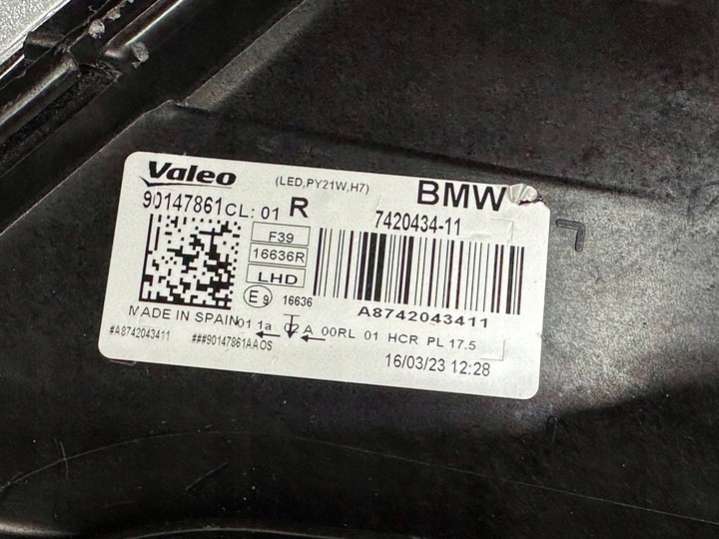 Valeo
(LED,PY21W,H7)
BMW
90147861CL: 01 R
7420434-11
F39
16636R
LHD
E9 16636
A8742043411
MADE IN SPAIN
01 1a 02 A 00RL 01 HCR PL 17.5
#A8742043411
###90147861AAOS
16/03/23 12:28